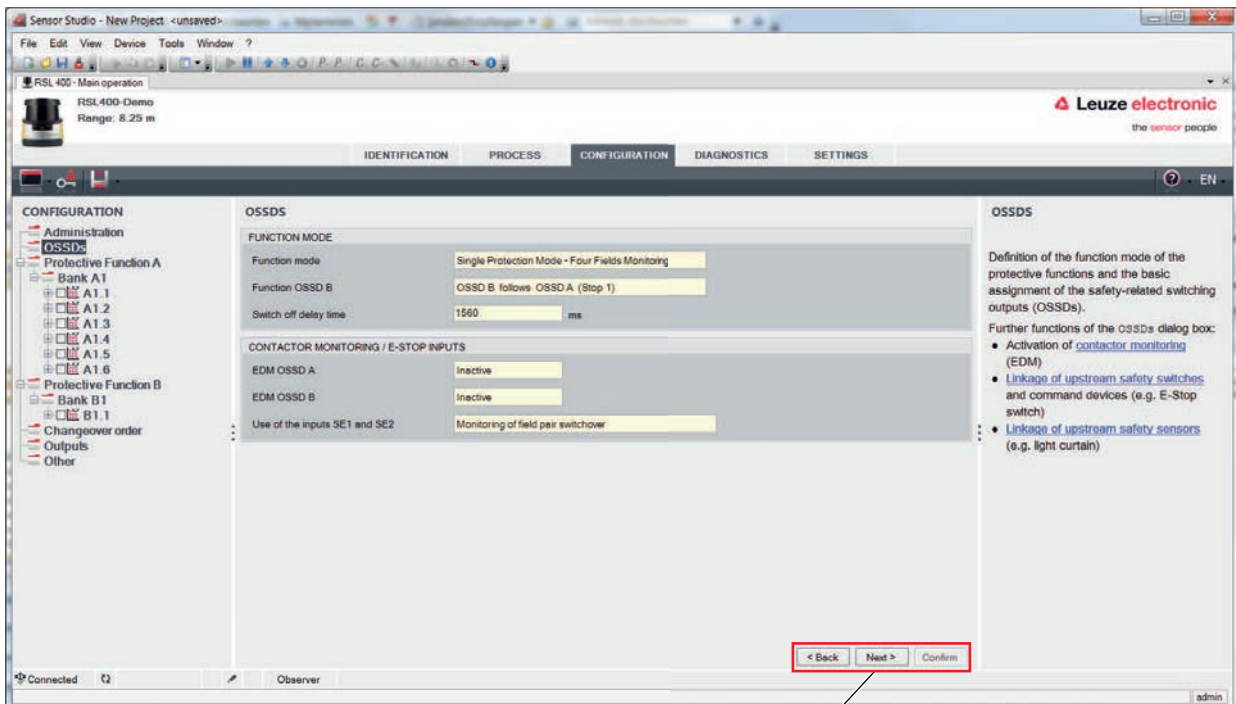 Sensor Studio - New Project <unsaved>
File Edit View Device Tools Window ?
RSL 400 - Main operation
RSL400-Demo
Range: 8.25 m
Leuze electronic
the sensor people
IDENTIFICATION PROCESS CONFIGURATION DIAGNOSTICS SETTINGS
EN
CONFIGURATION
Administration
OSSDs
Protective Function A
Bank A1
A1.1
A1.2
A1.3
A1.4
A1.5
A1.6
Protective Function B
Bank B1
B1.1
Changeover order
Outputs
Other
OSSDS
FUNCTION MODE
Function mode Single Protection Mode - Four Fields Monitoring
Function OSSD B OSSD B follows OSSD A (Stop 1)
Switch off delay time 1560 ms
CONTACTOR MONITORING / E-STOP INPUTS
EDM OSSD A Inactive
EDM OSSD B Inactive
Use of the inputs SE1 and SE2 Monitoring of field pair switchover
< Back Next > Confirm
OSSDS
Definition of the function mode of the
protective functions and the basic
assignment of the safety-related switching
outputs (OSSDs).
Further functions of the OSSDs dialog box:
• Activation of contactor monitoring
(EDM)
• Linkage of upstream safety switches
and command devices (e.g. E-Stop
switch)
• Linkage of upstream safety sensors
(e.g. light curtain)
Connected Observer
admin